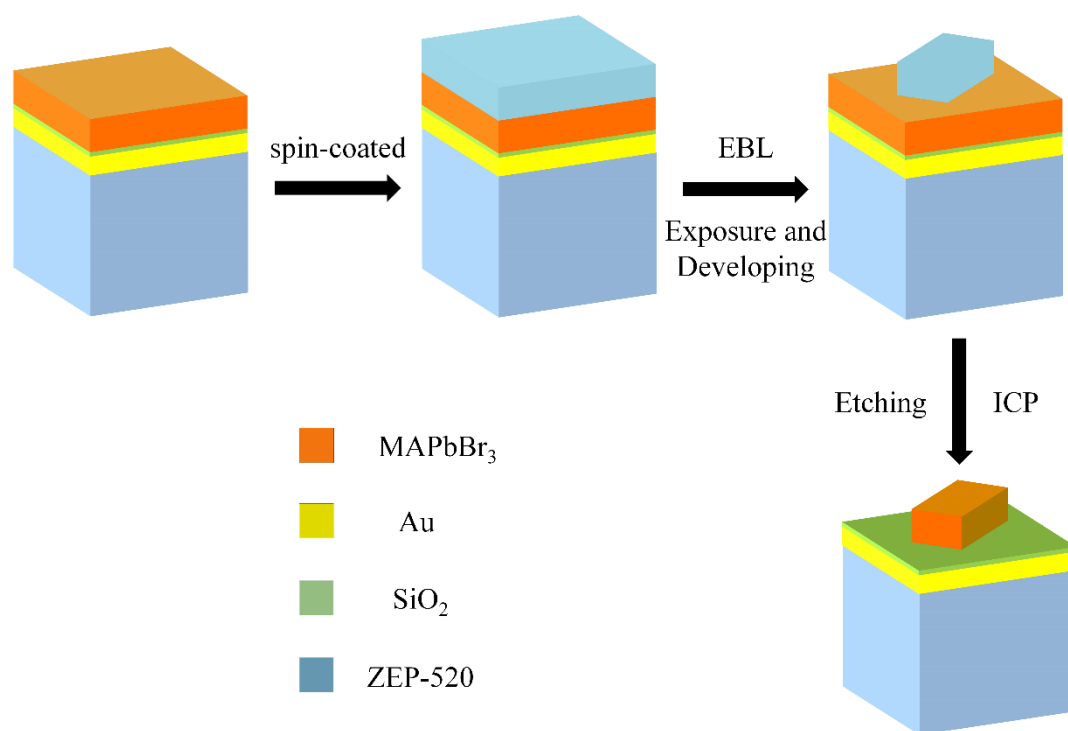 spin-coated
EBL
Exposure and
Developing
Etching
ICP
MAPbBr₃
Au
SiO₂
ZEP-520